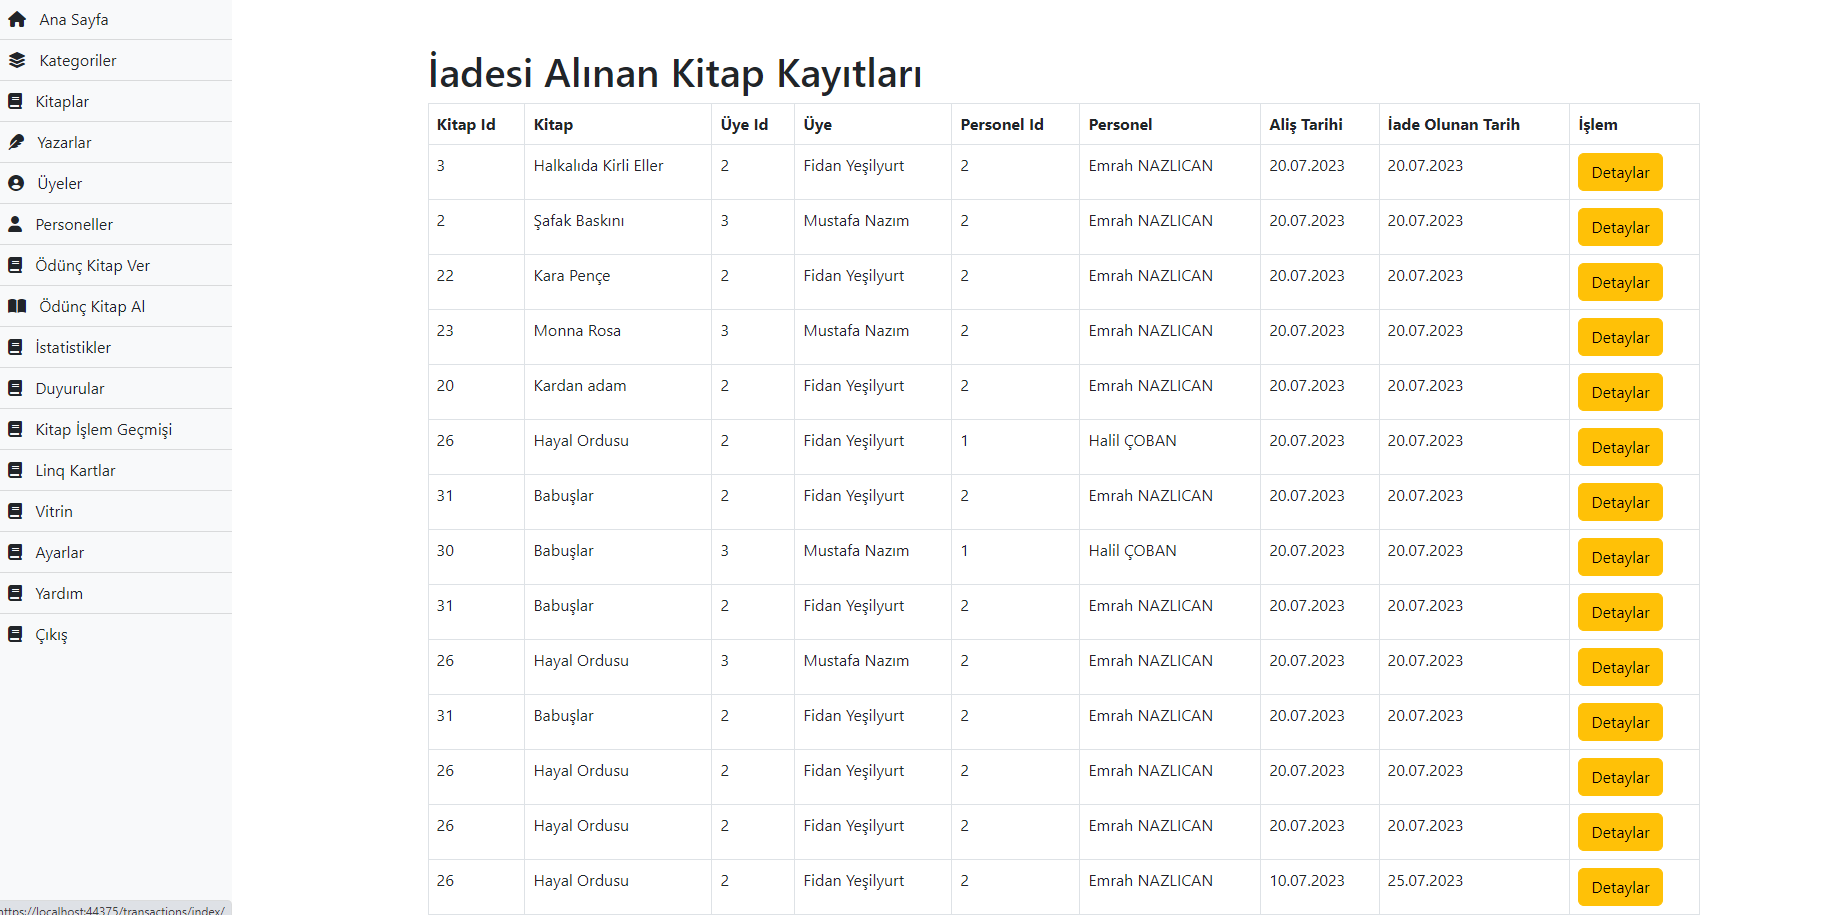 Ana Sayfa
Kategoriler
Kitaplar
Yazarlar
Üyeler
Personeller
Ödünç Kitap Ver
Ödünç Kitap Al
İstatistikler
Duyurular
Kitap İşlem Geçmişi
Linq Kartlar
Vitrin
Ayarlar
Yardım
Çıkış
İadesi Alınan Kitap Kayıtları
Kitap Id Kitap Üye Id Üye Personel Id Personel Aliş Tarihi İade Olunan Tarih İşlem
3 Halkalıda Kirli Eller 2 Fidan Yeşilyurt 2 Emrah NAZLICAN 20.07.2023 20.07.2023 Detaylar
2 Şafak Baskını 3 Mustafa Nazım 2 Emrah NAZLICAN 20.07.2023 20.07.2023 Detaylar
22 Kara Pençe 2 Fidan Yeşilyurt 2 Emrah NAZLICAN 20.07.2023 20.07.2023 Detaylar
23 Monna Rosa 3 Mustafa Nazım 2 Emrah NAZLICAN 20.07.2023 20.07.2023 Detaylar
20 Kardan adam 2 Fidan Yeşilyurt 2 Emrah NAZLICAN 20.07.2023 20.07.2023 Detaylar
26 Hayal Ordusu 2 Fidan Yeşilyurt 1 Halil ÇOBAN 20.07.2023 20.07.2023 Detaylar
31 Babuşlar 2 Fidan Yeşilyurt 2 Emrah NAZLICAN 20.07.2023 20.07.2023 Detaylar
30 Babuşlar 3 Mustafa Nazım 1 Halil ÇOBAN 20.07.2023 20.07.2023 Detaylar
31 Babuşlar 2 Fidan Yeşilyurt 2 Emrah NAZLICAN 20.07.2023 20.07.2023 Detaylar
26 Hayal Ordusu 3 Mustafa Nazım 2 Emrah NAZLICAN 20.07.2023 20.07.2023 Detaylar
31 Babuşlar 2 Fidan Yeşilyurt 2 Emrah NAZLICAN 20.07.2023 20.07.2023 Detaylar
26 Hayal Ordusu 2 Fidan Yeşilyurt 2 Emrah NAZLICAN 20.07.2023 20.07.2023 Detaylar
26 Hayal Ordusu 2 Fidan Yeşilyurt 2 Emrah NAZLICAN 20.07.2023 20.07.2023 Detaylar
26 Hayal Ordusu 2 Fidan Yeşilyurt 2 Emrah NAZLICAN 10.07.2023 25.07.2023 Detaylar
https://localhost:44375/transactions/index/